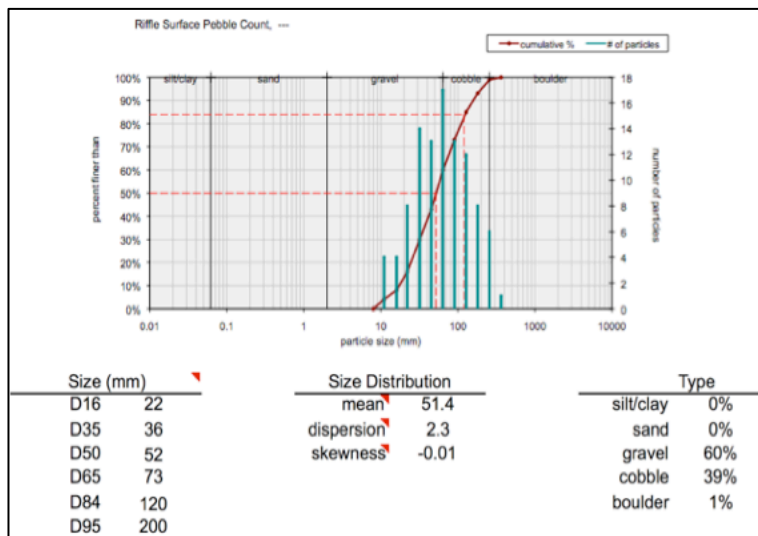 Riffle Surface Pebble Count, ---
cumulative % # of particles
silt/clay sand gravel cobble boulder
100% 18
90% 16
80% 14
70% 12
60% 10
50% 8
40% 6
30% 4
20% 2
10% 0
0%
percent finer than
number of particles
0.01 0.1 1 10 100 1000 10000
particle size (mm)
Size (mm) Size Distribution Type
D16 22 mean 51.4 silt/clay 0%
D35 36 dispersion 2.3 sand 0%
D50 52 skewness -0.01 gravel 60%
D65 73 cobble 39%
D84 120 boulder 1%
D95 200